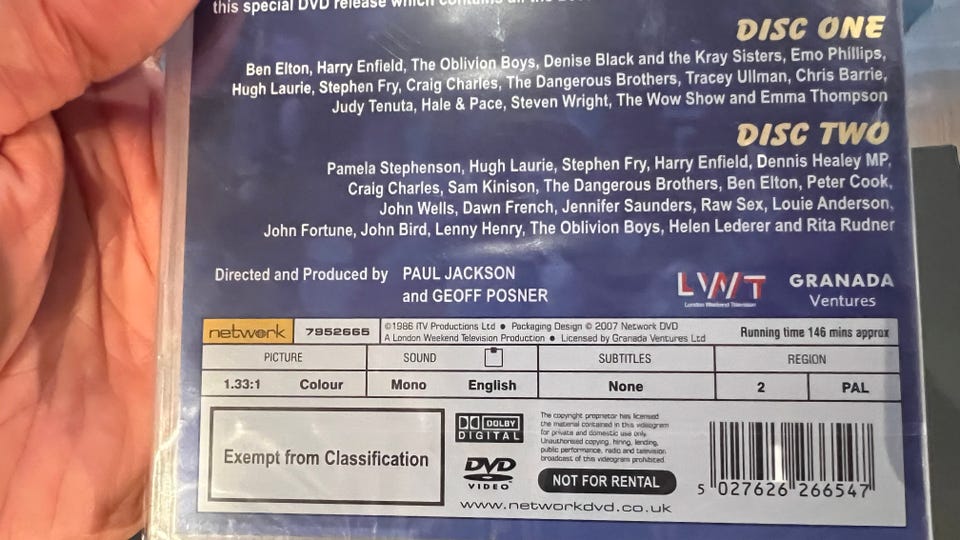 this special DVD release which contains all the
DISC ONE
Ben Elton, Harry Enfield, The Oblivion Boys, Denise Black and the Kray Sisters, Emo Phillips,
Hugh Laurie, Stephen Fry, Craig Charles, The Dangerous Brothers, Tracey Ullman, Chris Barrie,
Judy Tenuta, Hale & Pace, Steven Wright, The Wow Show and Emma Thompson
DISC TWO
Pamela Stephenson, Hugh Laurie, Stephen Fry, Harry Enfield, Dennis Healey MP,
Craig Charles, Sam Kinison, The Dangerous Brothers, Ben Elton, Peter Cook,
John Wells, Dawn French, Jennifer Saunders, Raw Sex, Louie Anderson,
John Fortune, John Bird, Lenny Henry, The Oblivion Boys, Helen Lederer and Rita Rudner
Directed and Produced by PAUL JACKSON
and GEOFF POSNER
LWT
London Weekend Television
GRANADA
Ventures
network 7952665
©1986 ITV Productions Ltd ● Packaging Design © 2007 Network DVD
A London Weekend Television Production ● Licensed by Granada Ventures Ltd
Running time 146 mins approx
PICTURE SOUND SUBTITLES REGION
1.33:1 Colour Mono English None 2 PAL
Exempt from Classification
DOLBY
DIGITAL
DVD
VIDEO
The copyright proprietor has licensed
the material contained in this videogram
for private and domestic use only.
Unauthorised copying, hiring, lending,
public performance, radio and television
broadcast of this videogram prohibited.
NOT FOR RENTAL
www.networkdvd.co.uk
5 027626 266547